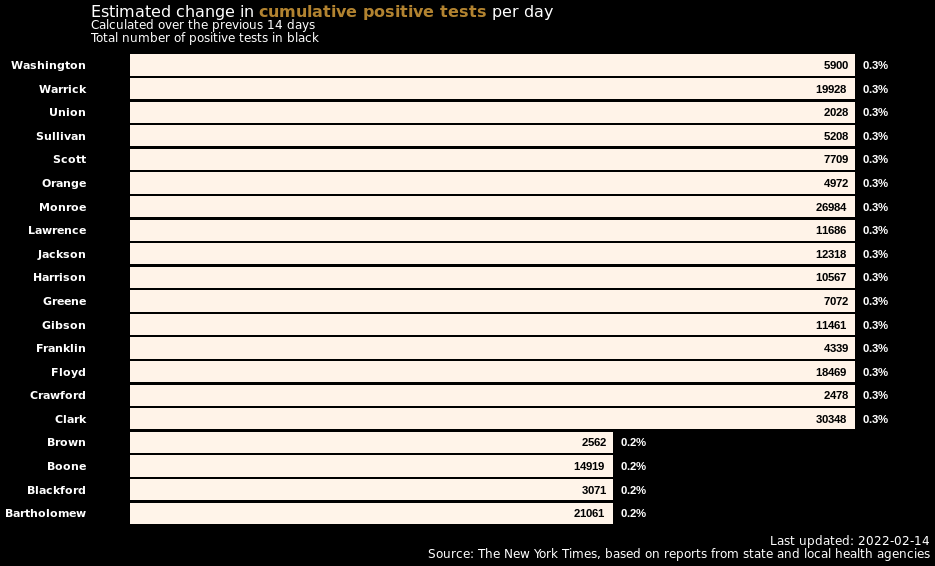 Estimated change in cumulative positive tests per day
Calculated over the previous 14 days
Total number of positive tests in black
Washington 5900 0.3%
Warrick 19928 0.3%
Union 2028 0.3%
Sullivan 5208 0.3%
Scott 7709 0.3%
Orange 4972 0.3%
Monroe 26984 0.3%
Lawrence 11686 0.3%
Jackson 12318 0.3%
Harrison 10567 0.3%
Greene 7072 0.3%
Gibson 11461 0.3%
Franklin 4339 0.3%
Floyd 18469 0.3%
Crawford 2478 0.3%
Clark 30348 0.3%
Brown 2562 0.2%
Boone 14919 0.2%
Blackford 3071 0.2%
Bartholomew 21061 0.2%
Last updated: 2022-02-14
Source: The New York Times, based on reports from state and local health agencies